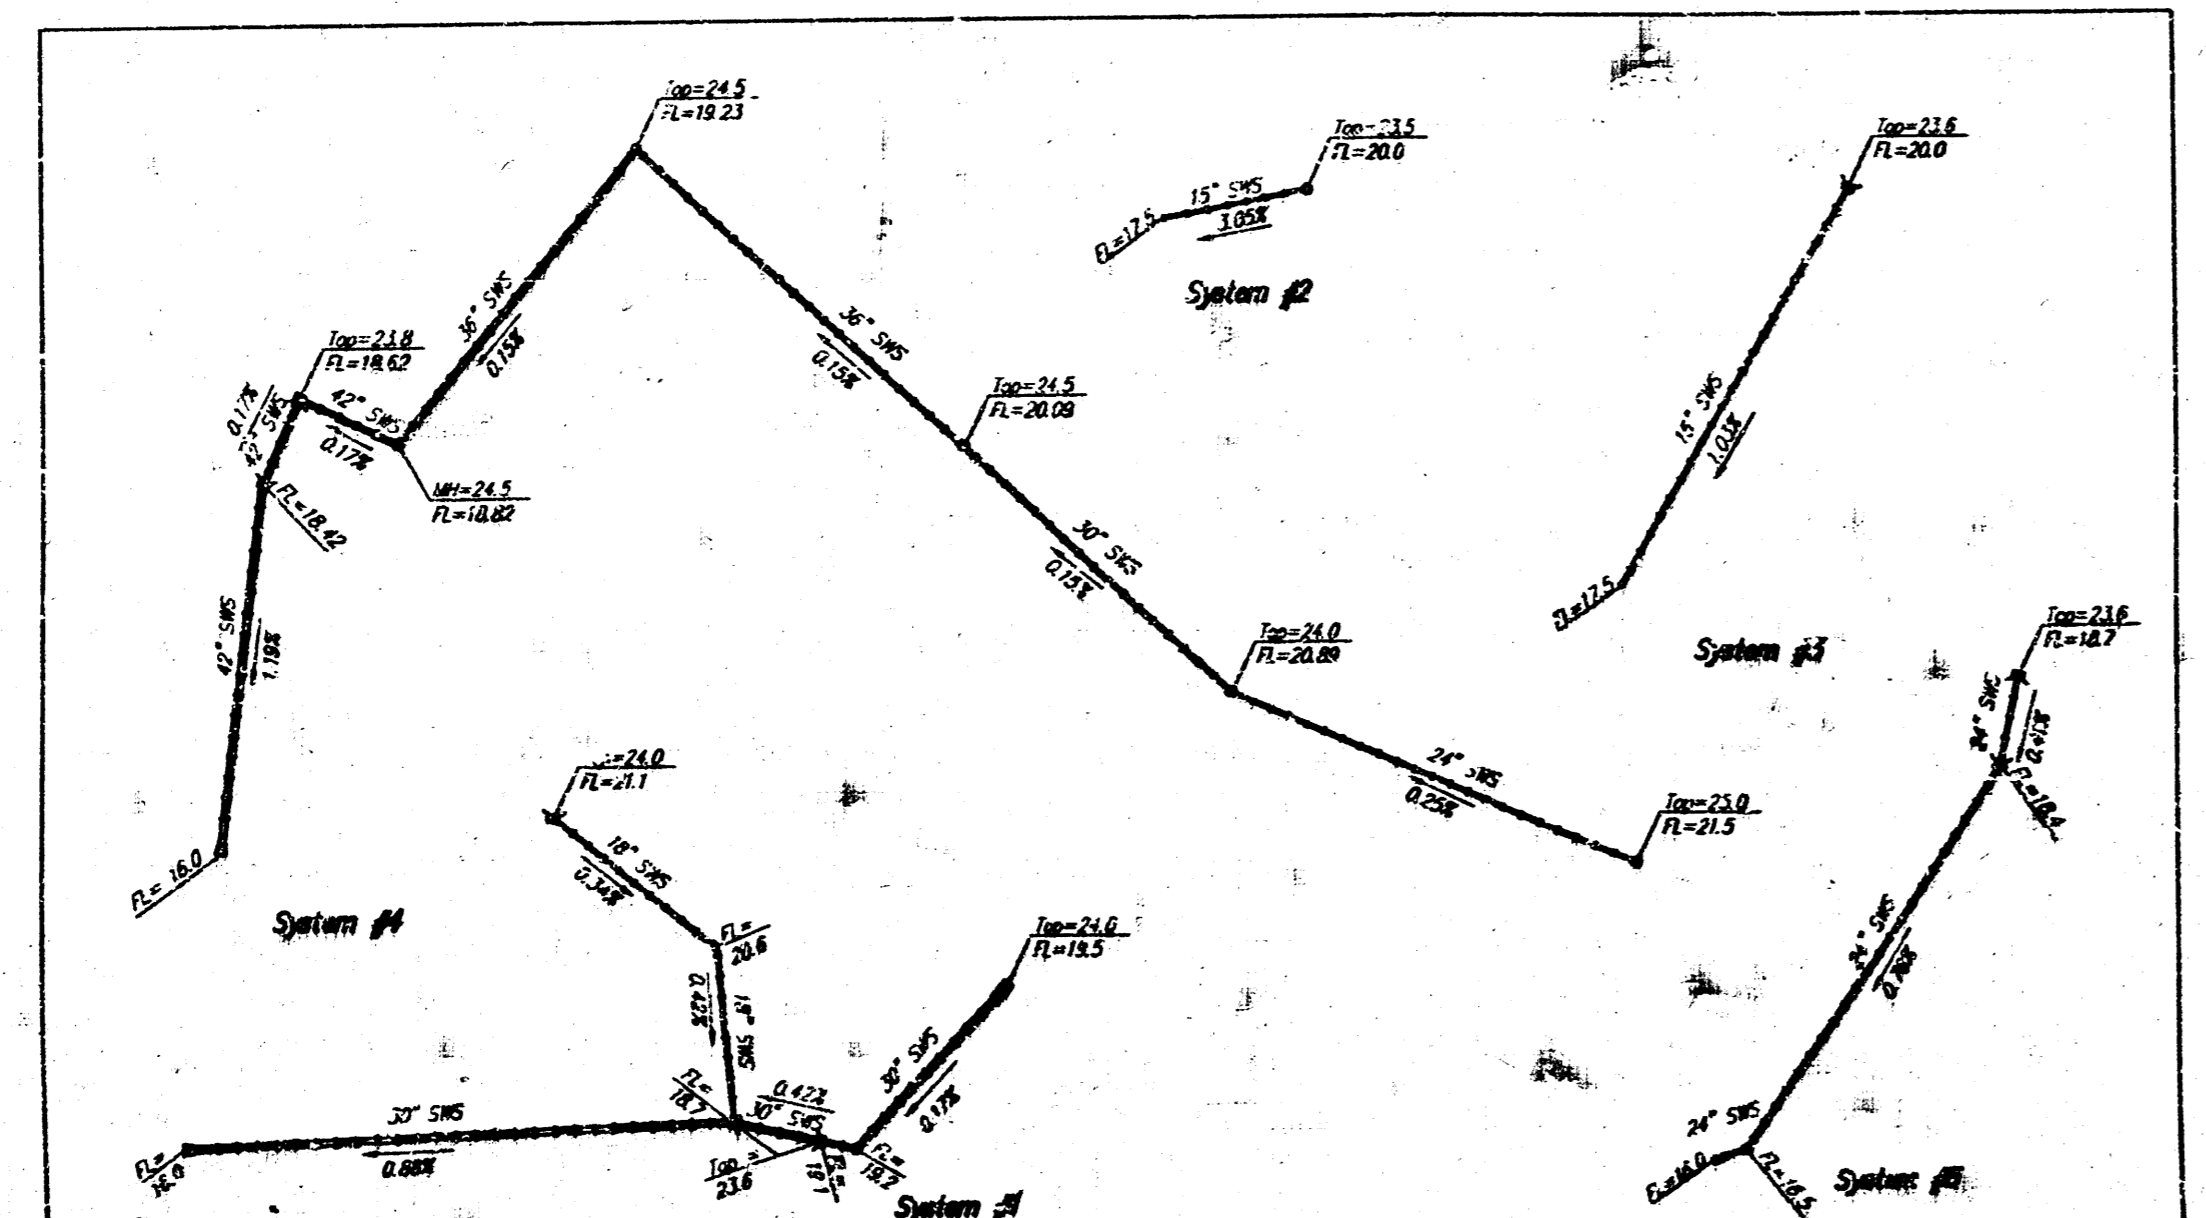 Top=24.5
FL=19.23
36" SWS
0.15%
36" SWS
0.15%
Top=23.8
FL=18.62
0.17%
42" SWS
42" SWS
0.17%
MH=24.5
FL=18.82
FL=18.42
42" SWS
1.19%
FL= 16.0
System #4
Top=24.5
FL=20.09
30" SWS
0.15%
Top=24.0
FL=20.89
24" SWS
0.25%
Top=25.0
FL=21.5
Top=23.5
FL=20.0
15" SWS
3.05%
FL=17.5
System #2
Top=23.6
FL=20.0
15" SWS
1.03%
FL=17.5
System #3
Top=23.6
FL=18.7
24" SWS
FL=18.4
24" SWS
24" SWS
FL=16.0
FL=16.5
System
=24.0
FL=21.1
18" SWS
0.34%
FL=
20.6
0.42%
18" SWS
FL=
18.7
0.42%
30" SWS
Top=24.0
FL=19.5
30" SWS
0.17%
30" SWS
0.88%
FL=
16.0
Top =
23.6
FL=
19.1
FL=
19.2
System #1